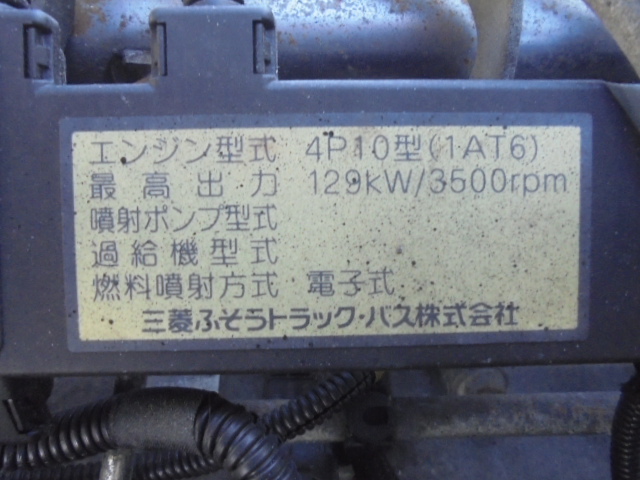 エンジン型式 4P10型(1AT6)
最高出力 129kW/3500rpm
噴射ポンプ型式
過給機型式
燃料噴射方式 電子式
三菱ふそうトラック・バス株式会社